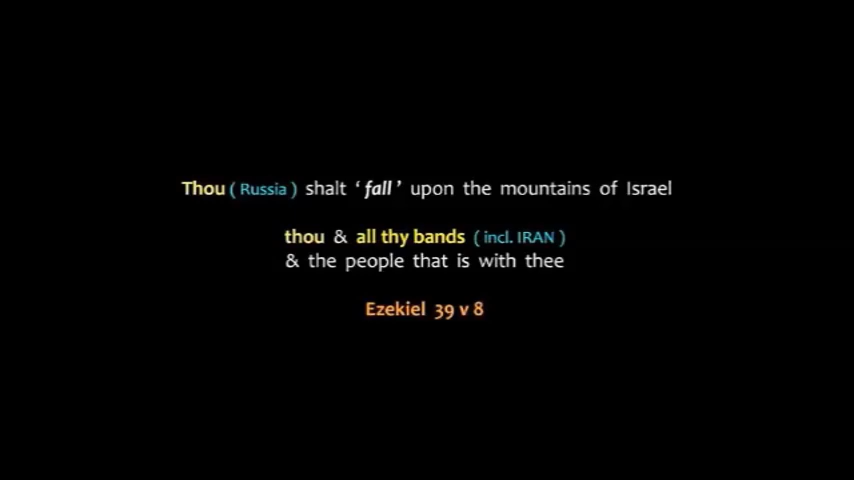 Thou ( Russia ) shalt ‘ fall ’ upon the mountains of Israel
thou & all thy bands ( incl. IRAN )
& the people that is with thee
Ezekiel 39 v 8